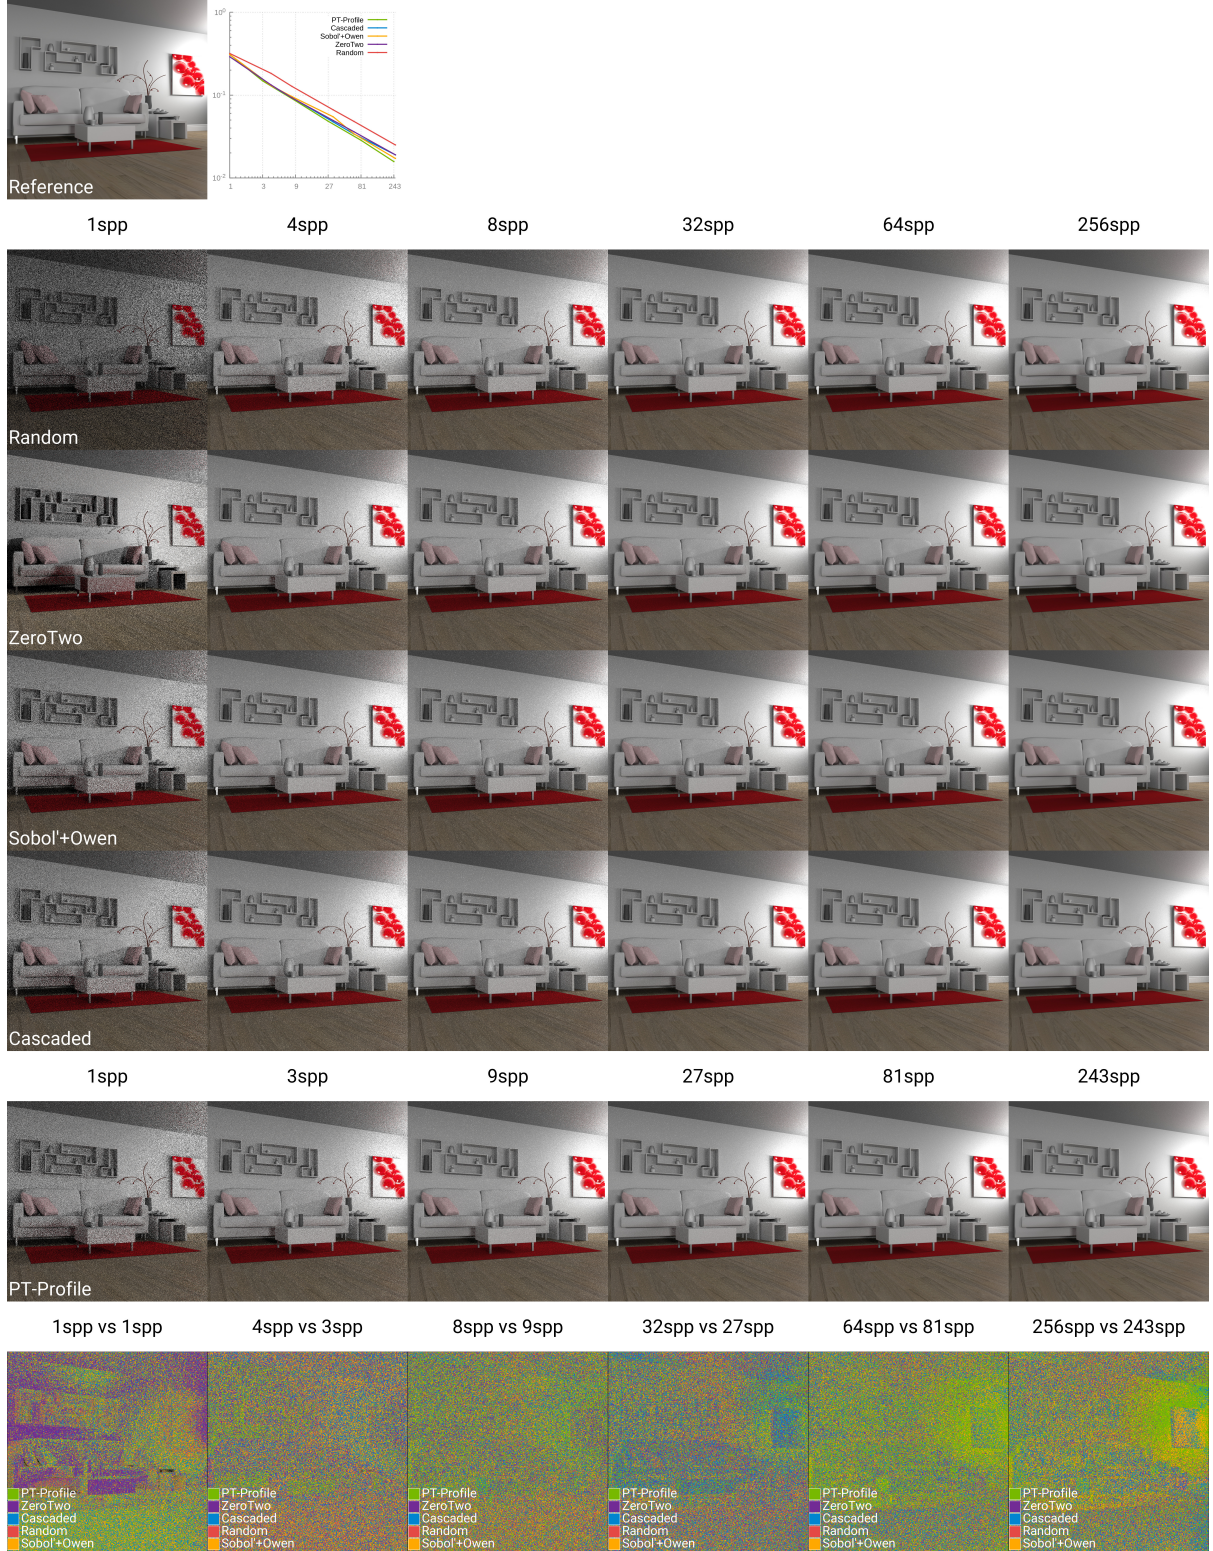 Reference
10⁰
10⁻¹
10⁻²
1 3 9 27 81 243
PT-Profile
Cascaded
Sobol'+Owen
ZeroTwo
Random
1spp 4spp 8spp 32spp 64spp 256spp
Random
ZeroTwo
Sobol'+Owen
Cascaded
1spp 3spp 9spp 27spp 81spp 243spp
PT-Profile
1spp vs 1spp 4spp vs 3spp 8spp vs 9spp 32spp vs 27spp 64spp vs 81spp 256spp vs 243spp
PT-Profile PT-Profile PT-Profile PT-Profile PT-Profile PT-Profile
ZeroTwo ZeroTwo ZeroTwo ZeroTwo ZeroTwo ZeroTwo
Cascaded Cascaded Cascaded Cascaded Cascaded Cascaded
Random Random Random Random Random Random
Sobol'+Owen Sobol'+Owen Sobol'+Owen Sobol'+Owen Sobol'+Owen Sobol'+Owen